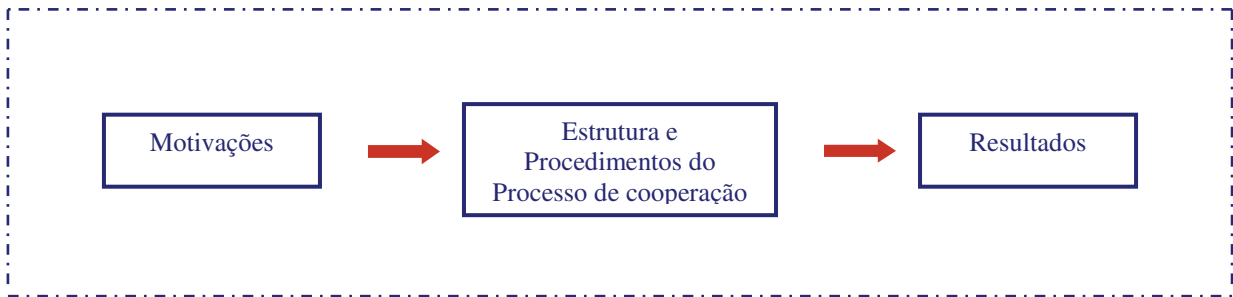 Motivações
Estrutura e
Procedimentos do
Processo de cooperação
Resultados